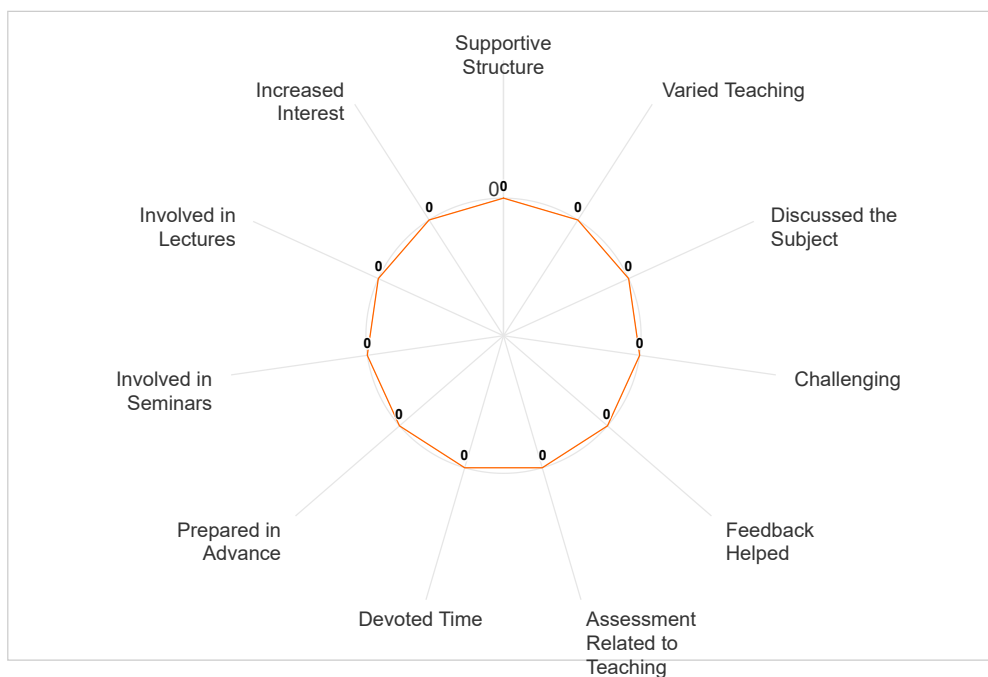 Supportive
Structure
Increased
Interest
Varied Teaching
0
0
0
0
Involved in
Lectures
Discussed the
Subject
0
0
0
0
Involved in
Seminars
Challenging
0
0
Prepared in
Advance
Feedback
Helped
0
0
Devoted Time
Assessment
Related to
Teaching